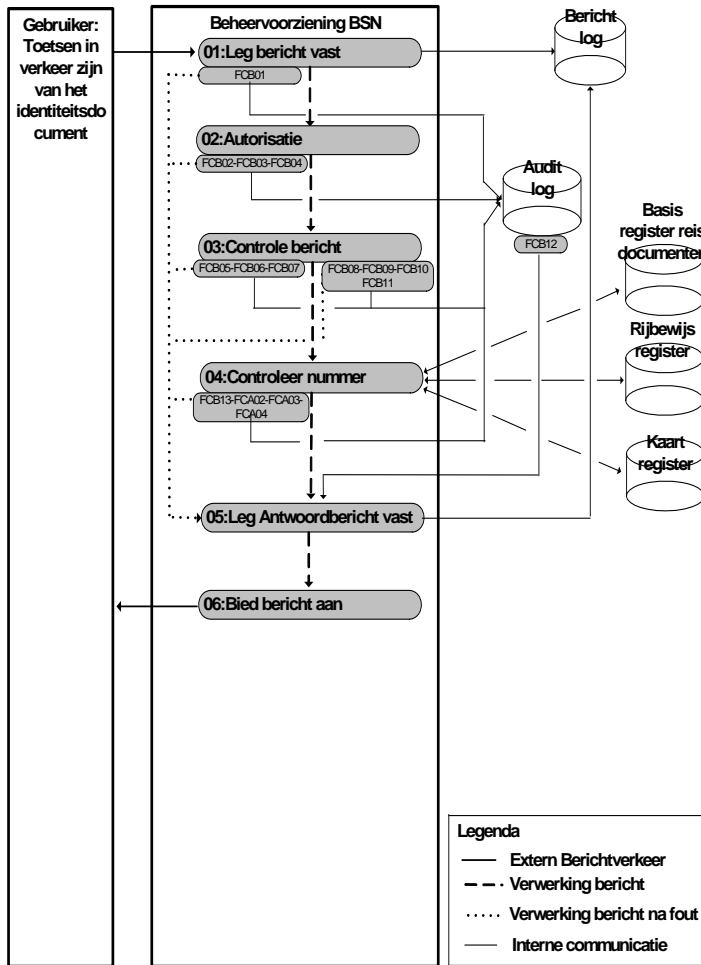 Gebruiker:
Toetsen in
verkeer zijn
van het
identiteitsdo
cument
Beheervoorziening BSN
01:Leg bericht vast
FCB01
02:Autorisatie
FCB02-FCB03-FCB04
03:Controle bericht
FCB05-FCB06-FCB07
FCB08-FCB09-FCB10
FCB11
04:Controleer nummer
FCB13-FCA02-FCA03-
FCA04
05:Leg Antwoordbericht vast
06:Bied bericht aan
Bericht
log
Audit
log
FCB12
Basis
register reis
documenten
Rijbewijs
register
Kaart
register
Legenda
Extern Berichtverkeer
Verwerking bericht
Verwerking bericht na fout
Interne communicatie